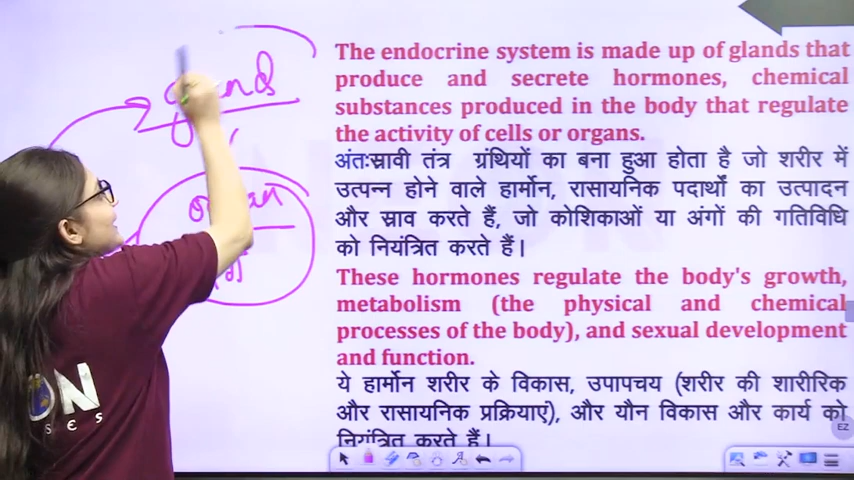 gland
organ
The endocrine system is made up of glands that
produce and secrete hormones, chemical
substances produced in the body that regulate
the activity of cells or organs.
अंतःस्रावी तंत्र ग्रंथियों का बना हुआ होता है जो शरीर में
उत्पन्न होने वाले हार्मोन, रासायनिक पदार्थों का उत्पादन
और स्राव करते हैं, जो कोशिकाओं या अंगों की गतिविधि
को नियंत्रित करते हैं।
These hormones regulate the body's growth,
metabolism (the physical and chemical
processes of the body), and sexual development
and function.
ये हार्मोन शरीर के विकास, उपापचय (शरीर की शारीरिक
और रासायनिक प्रक्रियाएं), और यौन विकास और कार्य को
नियंत्रित करते हैं।
EZ